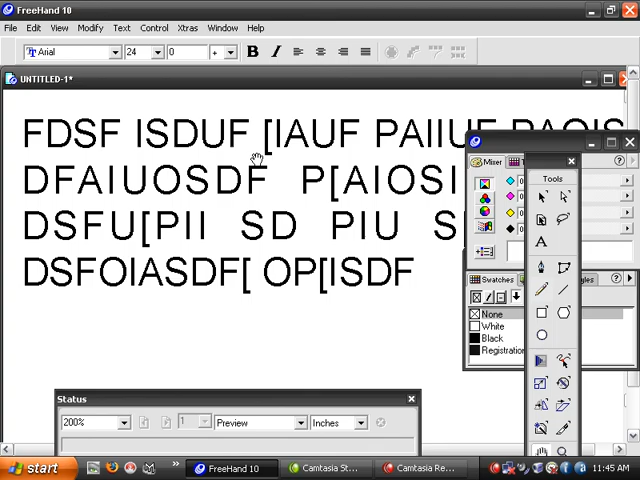 FreeHand 10
File Edit View Modify Text Control Xtras Window Help
Arial 24 0 + B I
UNTITLED-1*
FDSF ISDUF [IAUF PAIIUF PAOIS
DFAIUOSDF P[AIOSI
DSFU[PII SD PIU S
DSFOIASDF[ OP[ISDF
Mixer
Tools
A
Swatches
None
White
Black
Registration
Status
200% 1 Preview Inches
start FreeHand 10 Camtasia St... Camtasia Re... 11:45 AM